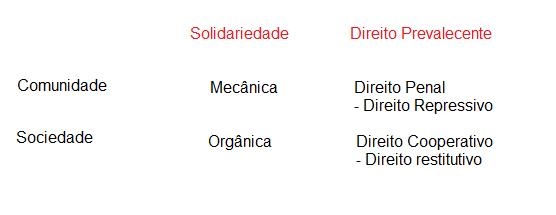 Solidariedade Direito Prevalecente
Comunidade Mecânica Direito Penal
- Direito Repressivo
Sociedade Orgânica Direito Cooperativo
- Direito restitutivo